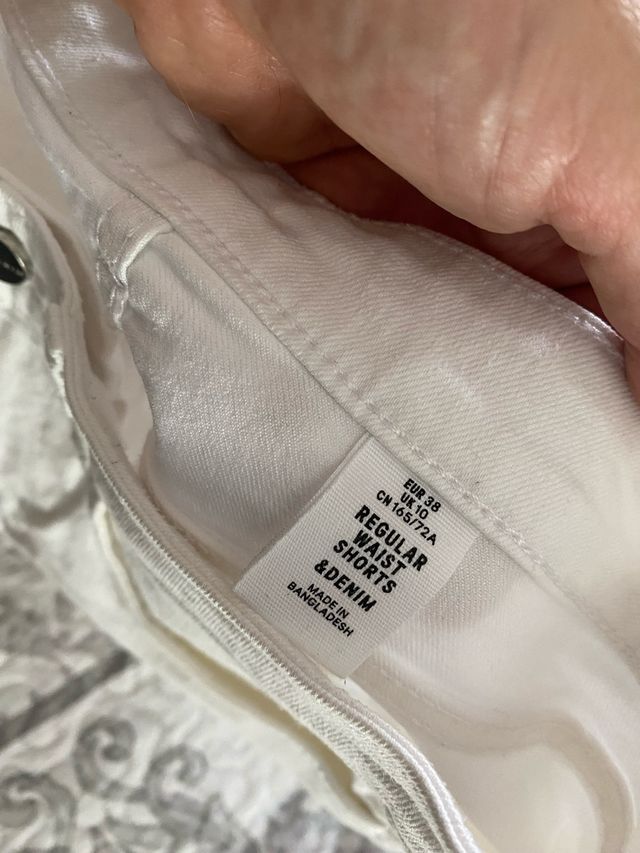 EUR 38
UK 10
CN 165/72A
REGULAR
WAIST
SHORTS
&DENIM
MADE IN
BANGLADESH